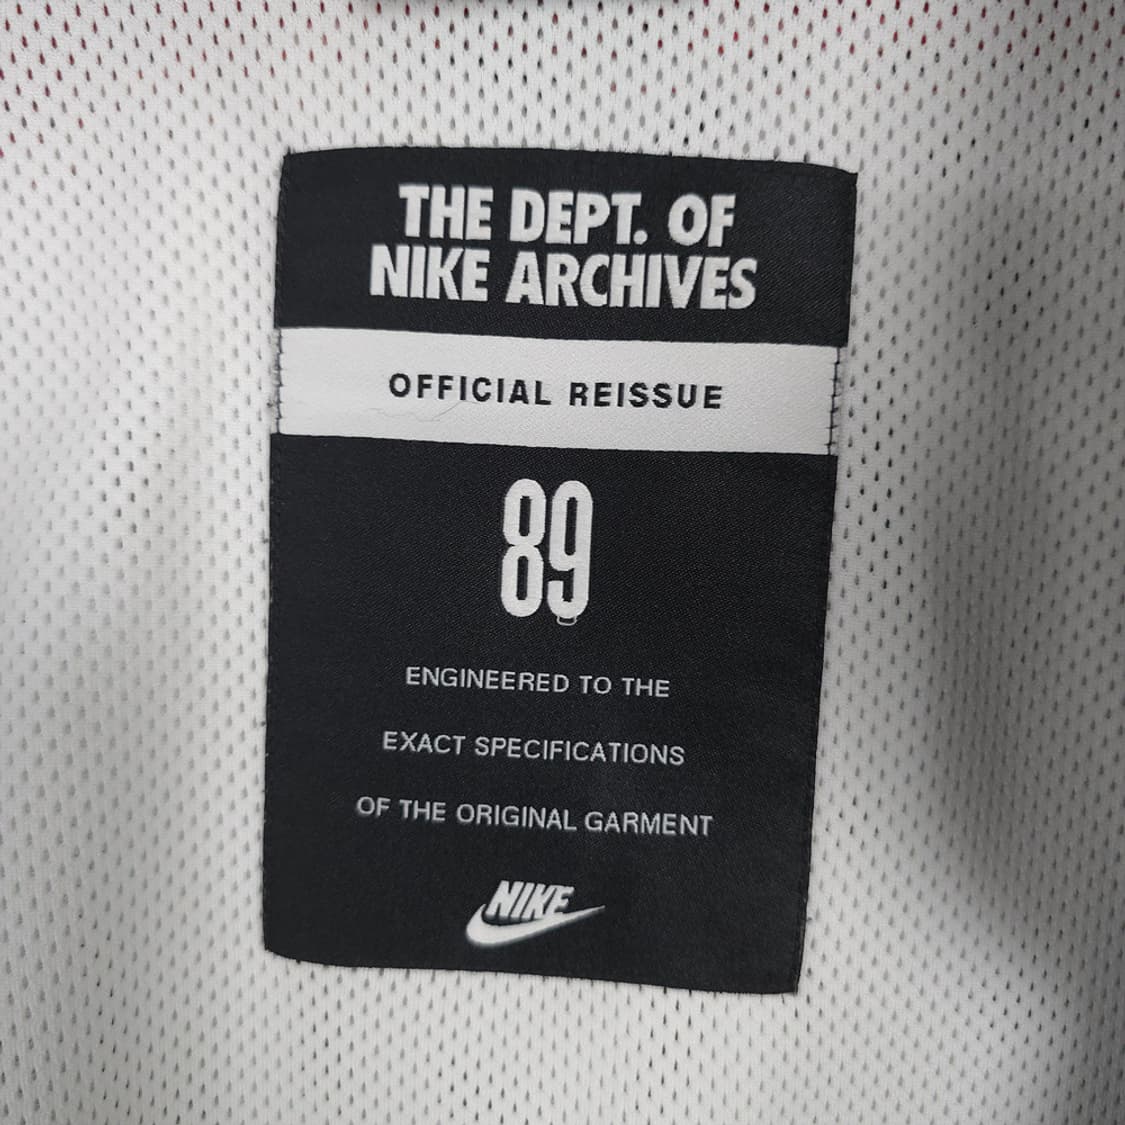 THE DEPT. OF
NIKE ARCHIVES
OFFICIAL REISSUE
89
ENGINEERED TO THE
EXACT SPECIFICATIONS
OF THE ORIGINAL GARMENT
NIKE